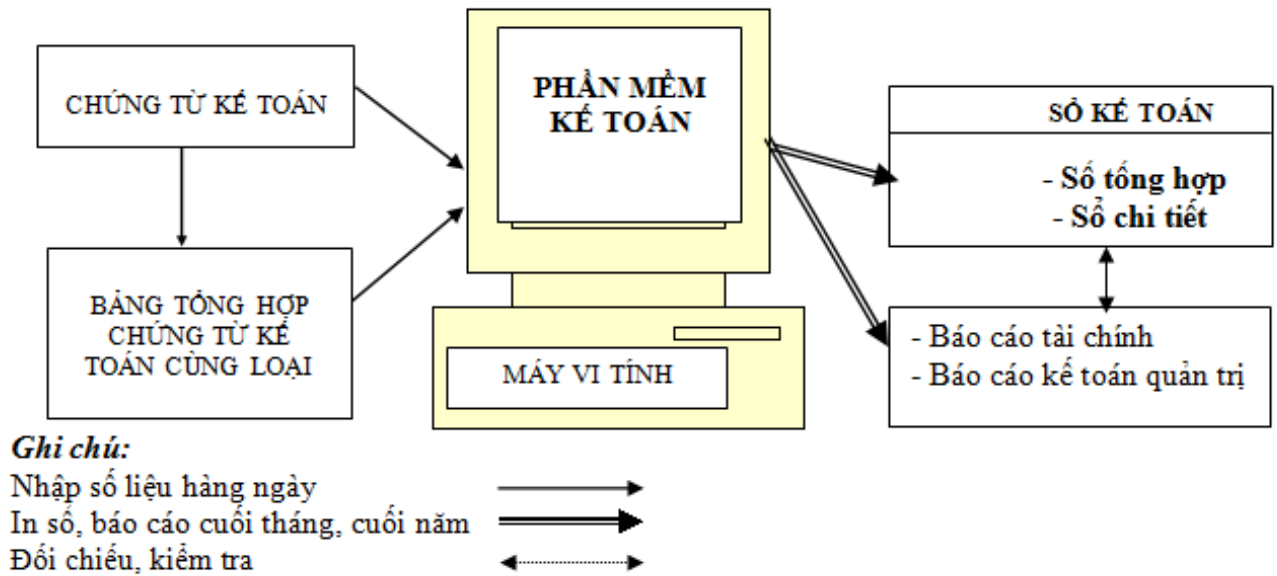 CHỨNG TỪ KẾ TOÁN
BẢNG TỔNG HỢP
CHỨNG TỪ KẾ
TOÁN CÙNG LOẠI
PHẦN MỀM
KẾ TOÁN
MÁY VI TÍNH
SỔ KẾ TOÁN
- Sổ tổng hợp
- Sổ chi tiết
- Báo cáo tài chính
- Báo cáo kế toán quản trị
Ghi chú:
Nhập số liệu hàng ngày
In sổ, báo cáo cuối tháng, cuối năm
Đối chiếu, kiểm tra